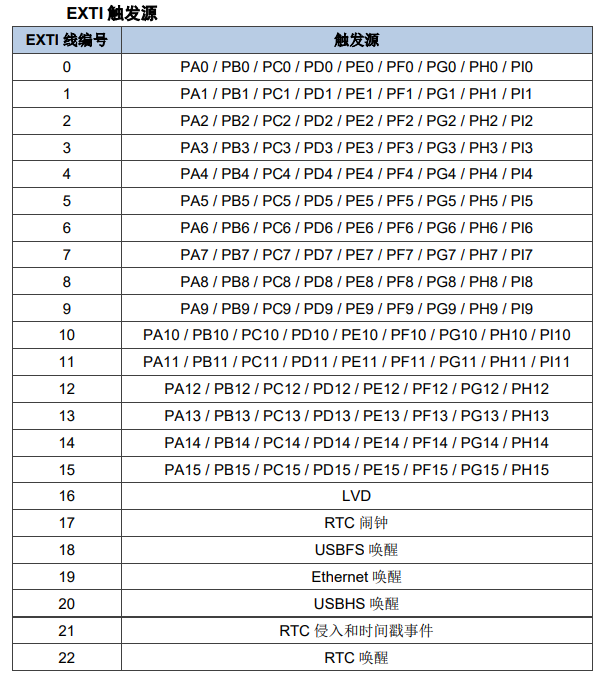 EXTI 触发源
EXTI 线编号 触发源
0 PA0 / PB0 / PC0 / PD0 / PE0 / PF0 / PG0 / PH0 / PI0
1 PA1 / PB1 / PC1 / PD1 / PE1 / PF1 / PG1 / PH1 / PI1
2 PA2 / PB2 / PC2 / PD2 / PE2 / PF2 / PG2 / PH2 / PI2
3 PA3 / PB3 / PC3 / PD3 / PE4 / PF3 / PG3 / PH3 / PI3
4 PA4 / PB4 / PC4 / PD4 / PE4 / PF4 / PG4 / PH4 / PI4
5 PA5 / PB5 / PC5 / PD5 / PE5 / PF5 / PG5 / PH5 / PI5
6 PA6 / PB6 / PC6 / PD6 / PE6 / PF6 / PG6 / PH6 / PI6
7 PA7 / PB7 / PC7 / PD7 / PE7 / PF7 / PG7 / PH7 / PI7
8 PA8 / PB8 / PC8 / PD8 / PE8 / PF8 / PG8 / PH8 / PI8
9 PA9 / PB9 / PC9 / PD9 / PE9 / PF9 / PG9 / PH9 / PI9
10 PA10 / PB10 / PC10 / PD10 / PE10 / PF10 / PG10 / PH10 / PI10
11 PA11 / PB11 / PC11 / PD11 / PE11 / PF11 / PG11 / PH11 / PI11
12 PA12 / PB12 / PC12 / PD12 / PE12 / PF12 / PG12 / PH12
13 PA13 / PB13 / PC13 / PD13 / PE13 / PF13 / PG13 / PH13
14 PA14 / PB14 / PC14 / PD14 / PE14 / PF14 / PG14 / PH14
15 PA15 / PB15 / PC15 / PD15 / PE15 / PF15 / PG15 / PH15
16 LVD
17 RTC 闹钟
18 USBFS 唤醒
19 Ethernet 唤醒
20 USBHS 唤醒
21 RTC 侵入和时间戳事件
22 RTC 唤醒